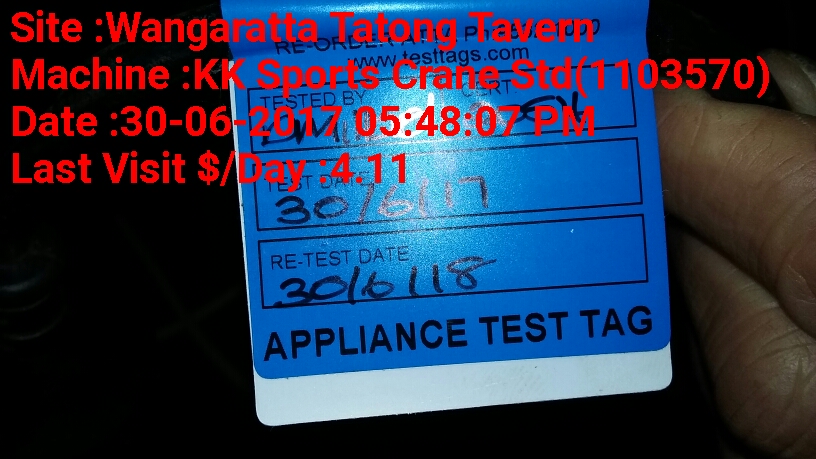 Site :Wangaratta Tatong Tavern
RE-ORDER
www.testtags.com
Machine :KK Sports Crane Std(1103570)
TESTED BY
Date :30-06-2017 05:48:07 PM
Last Visit $/Day :4.11
TEST DATE
30/6/17
RE-TEST DATE
30/6/18
APPLIANCE TEST TAG